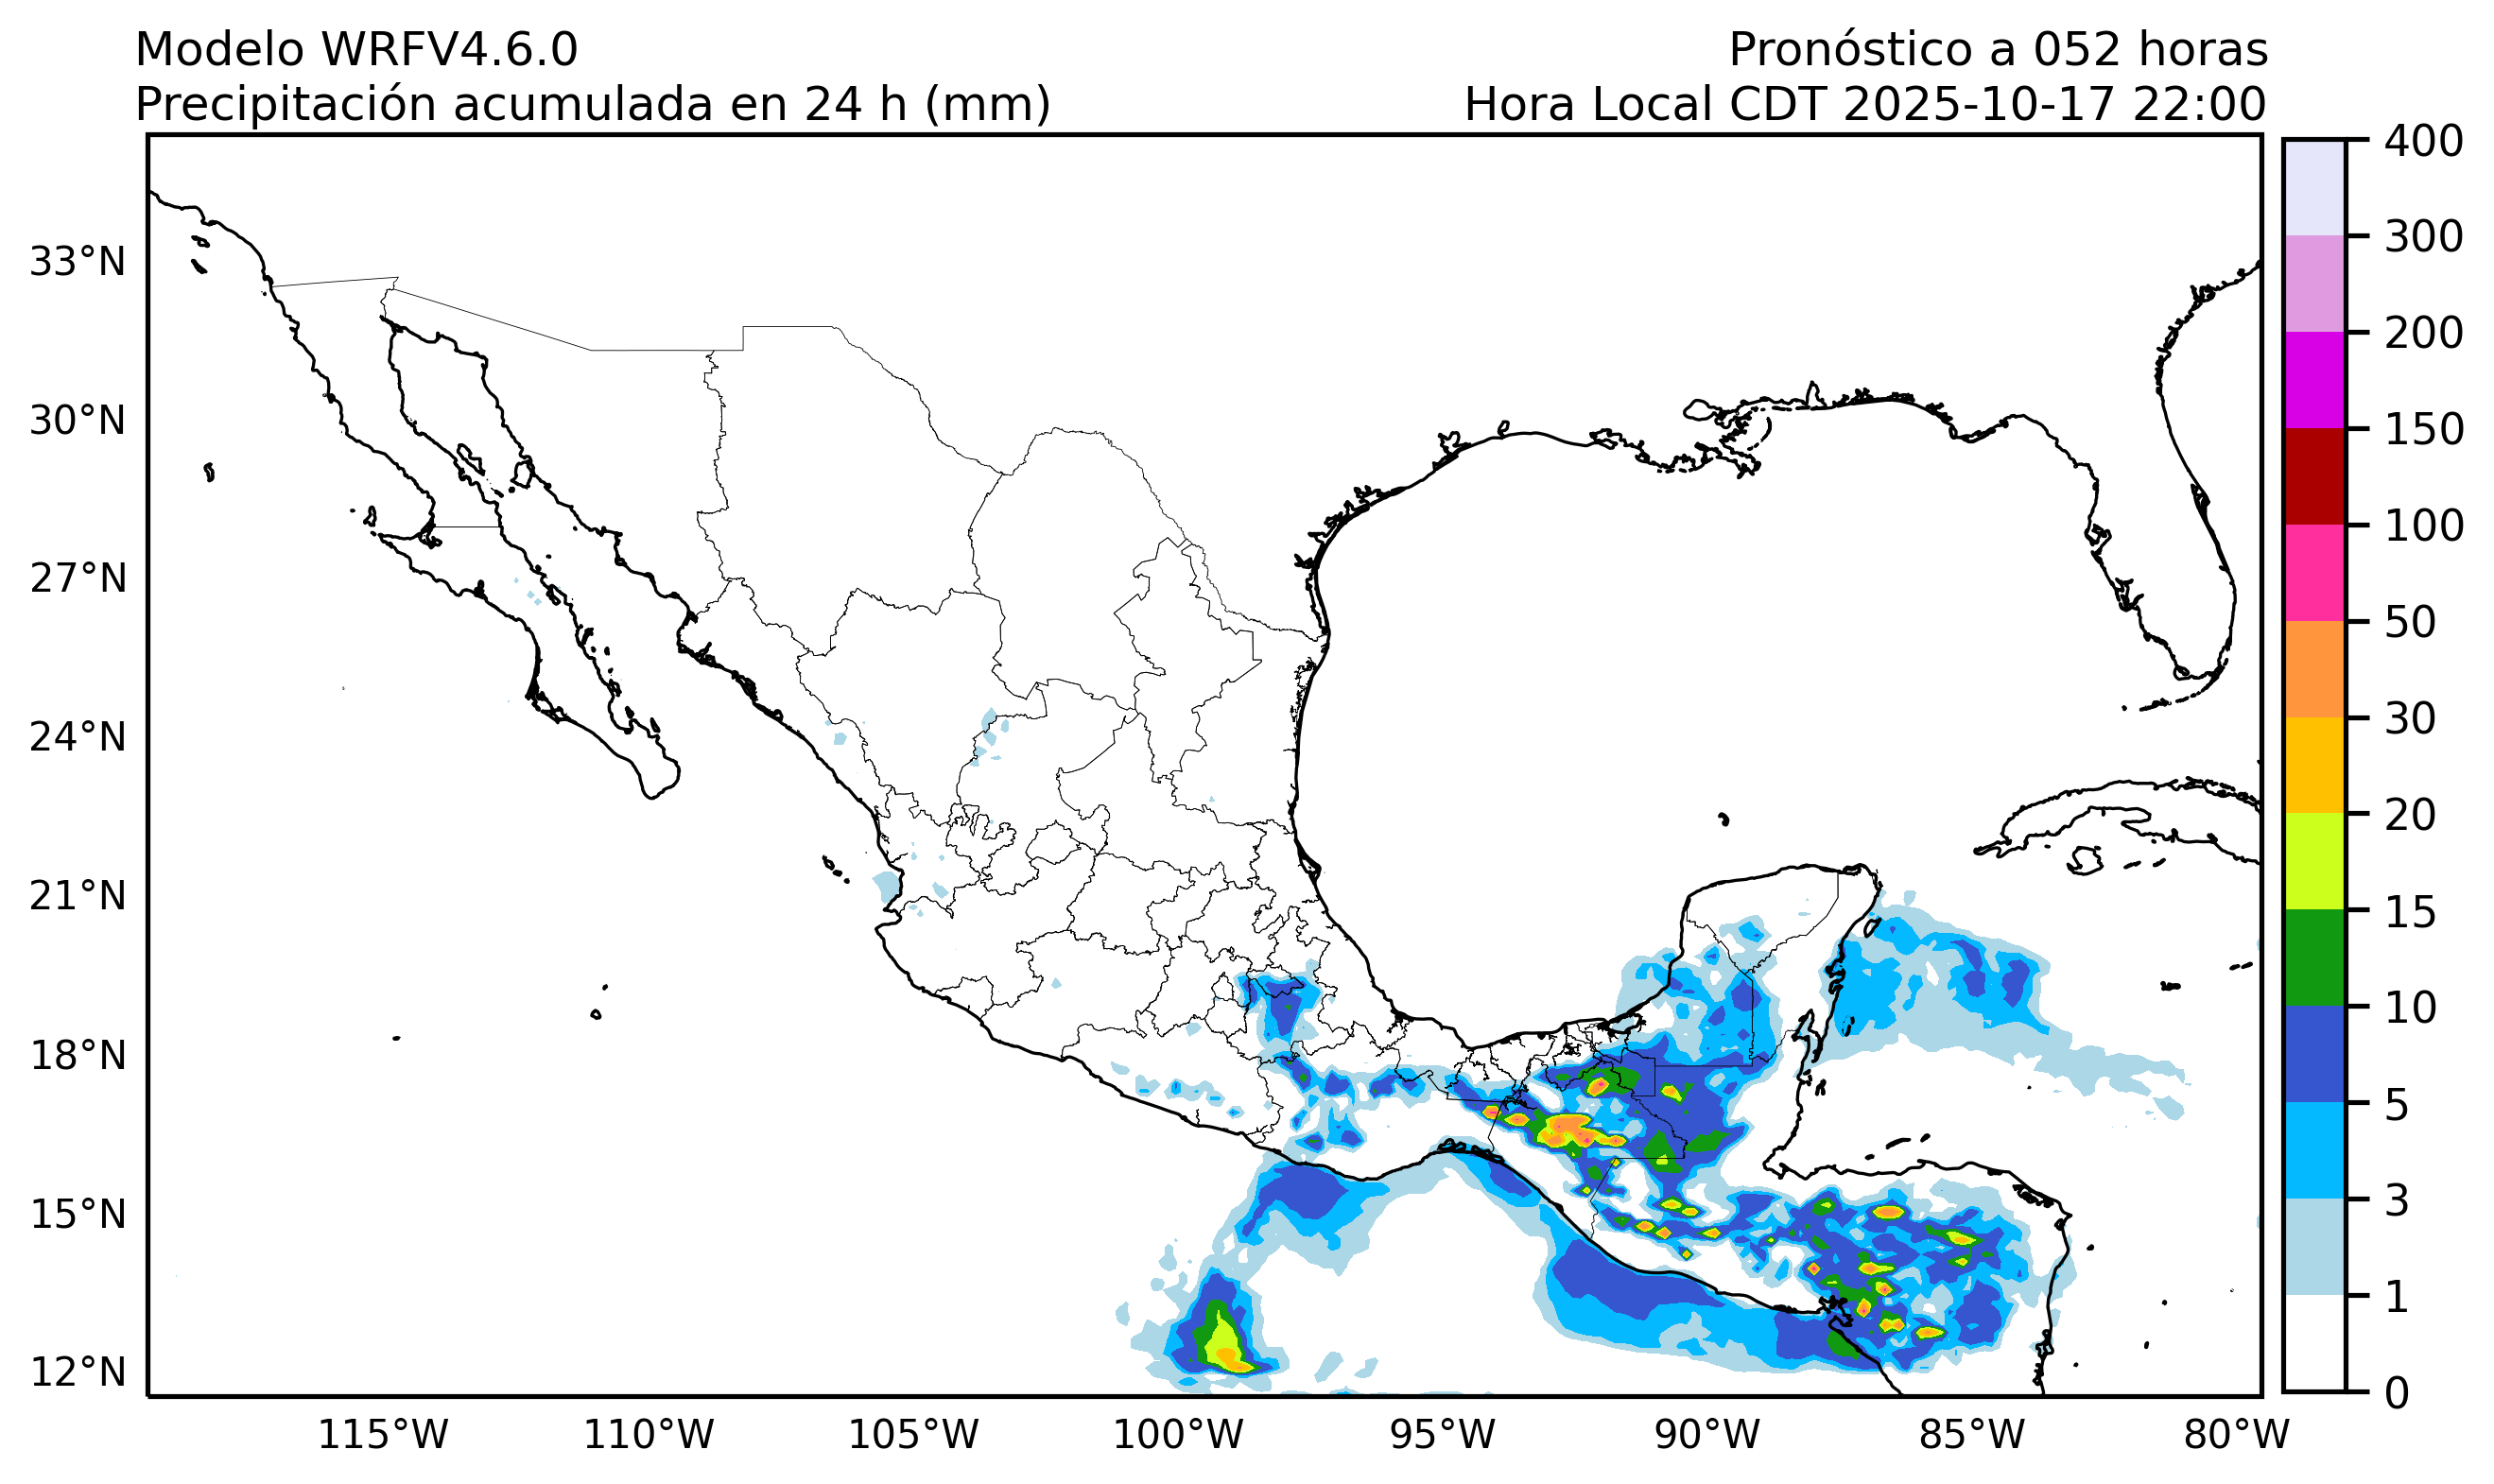 Modelo WRFV4.6.0
Pronóstico a 052 horas
Precipitación acumulada en 24 h (mm)
Hora Local CDT 2025-10-17 22:00
33°N
30°N
27°N
24°N
21°N
18°N
15°N
12°N
115°W
110°W
105°W
100°W
95°W
90°W
85°W
80°W
400
300
200
150
100
50
30
20
15
10
5
3
1
0